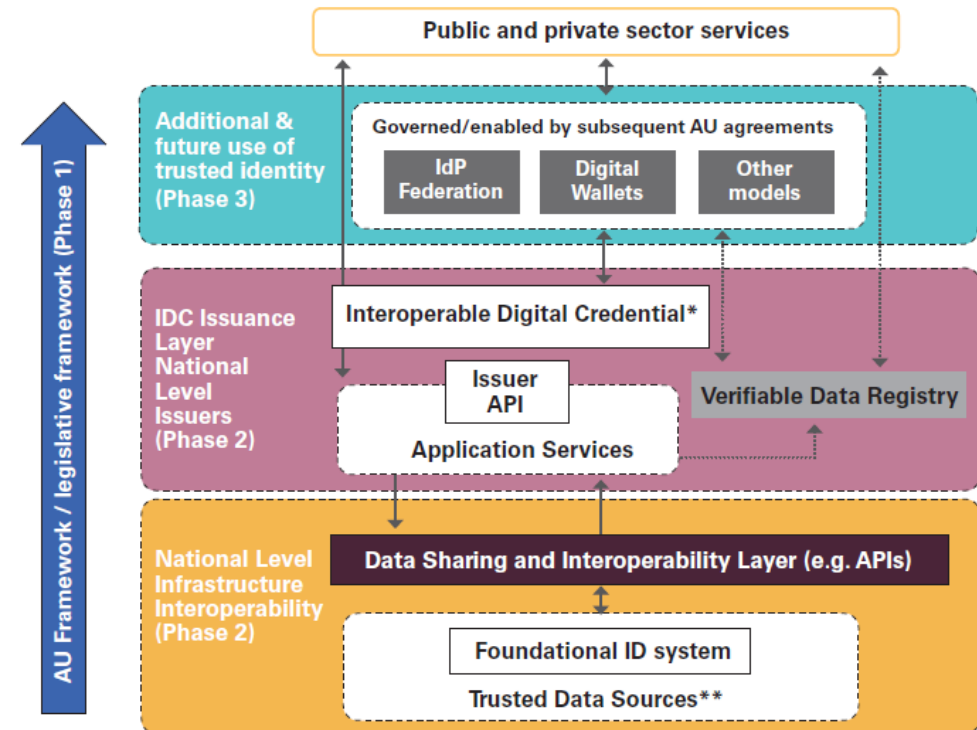 Public and private sector services
AU Framework / legislative framework (Phase 1)
Additional &
future use of
trusted identity
(Phase 3)
Governed/enabled by subsequent AU agreements
IdP
Federation
Digital
Wallets
Other
models
IDC Issuance
Layer
National
Level
Issuers
(Phase 2)
Interoperable Digital Credential*
Issuer
API
Application Services
Verifiable Data Registry
National Level
Infrastructure
Interoperability
(Phase 2)
Data Sharing and Interoperability Layer (e.g. APIs)
Foundational ID system
Trusted Data Sources**